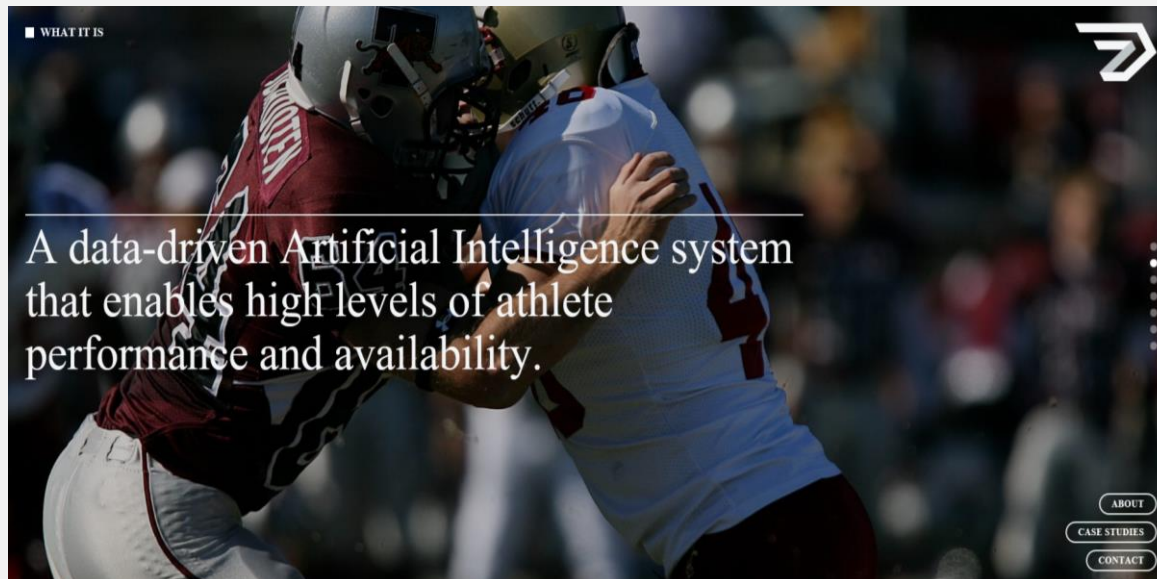 WHAT IT IS
A data-driven Artificial Intelligence system
that enables high levels of athlete
performance and availability.
ABOUT
CASE STUDIES
CONTACT